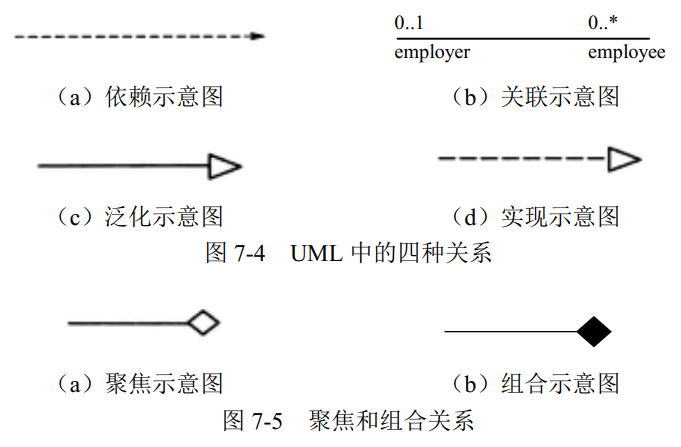 0..1 0..*
employer employee
（a）依赖示意图 （b）关联示意图
（c）泛化示意图 （d）实现示意图
图 7-4 UML 中的四种关系
（a）聚焦示意图 （b）组合示意图
图 7-5 聚焦和组合关系